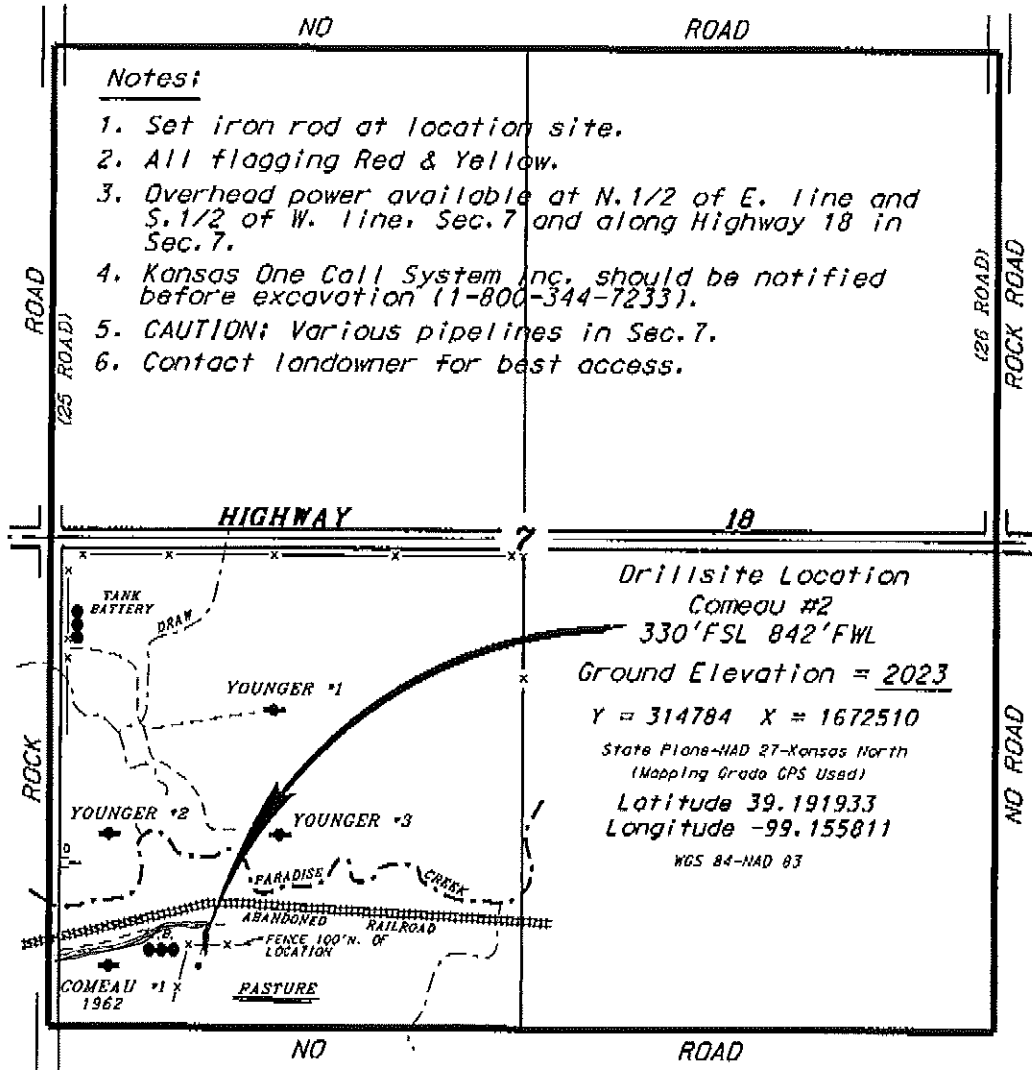 NO ROAD
Notes:
1. Set iron rod at location site.
2. All flagging Red & Yellow.
3. Overhead power available at N.1/2 of E. line and
S.1/2 of W. line, Sec.7 and along Highway 18 in
Sec.7.
4. Kansas One Call System Inc. should be notified
before excavation (1-800-344-7233).
5. CAUTION: Various pipelines in Sec.7.
6. Contact landowner for best access.
ROAD
(25 ROAD)
(26 ROAD)
ROCK ROAD
HIGHWAY 7 18
TANK
BATTERY
DRAW
Drillsite Location
Comeau #2
330'FSL 842'FWL
Ground Elevation = 2023
Y = 314784 X = 1672510
State Plane-NAD 27-Kansas North
(Mapping Grade GPS Used)
Latitude 39.191933
Longitude -99.155811
WGS 84-NAD 83
YOUNGER #1
ROCK
YOUNGER #2
YOUNGER #3
NO ROAD
PARADISE CREEK
ABANDONED RAILROAD
FENCE 100'N. OF
LOCATION
COMEAU #1
1962
PASTURE
NO ROAD